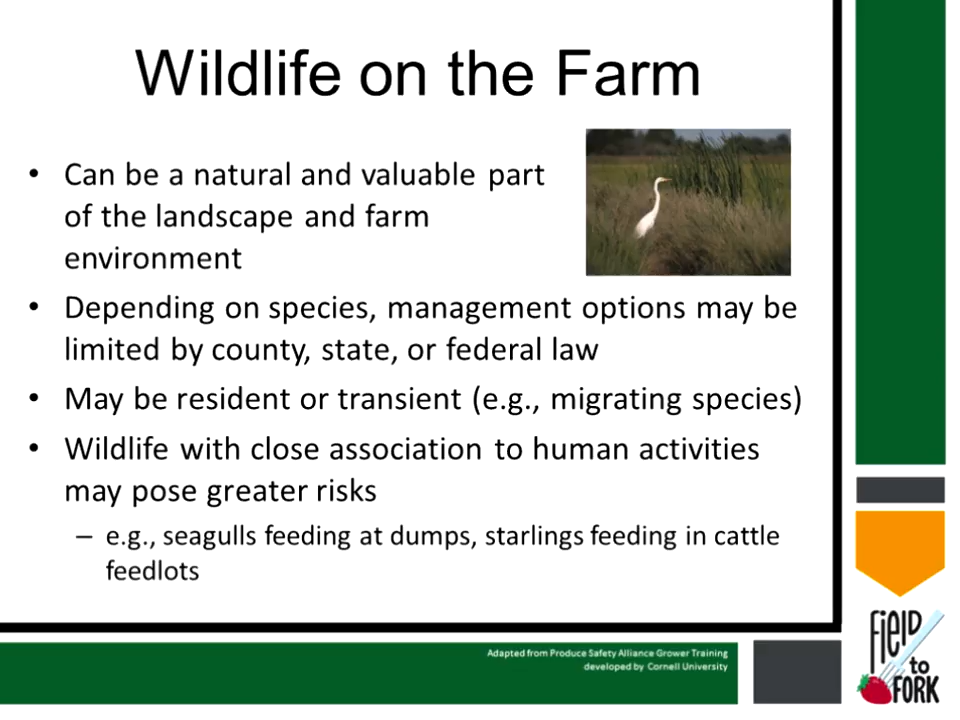 Wildlife on the Farm
• Can be a natural and valuable part
of the landscape and farm
environment
• Depending on species, management options may be
limited by county, state, or federal law
• May be resident or transient (e.g., migrating species)
• Wildlife with close association to human activities
may pose greater risks
– e.g., seagulls feeding at dumps, starlings feeding in cattle
feedlots
Adapted from Produce Safety Alliance Grower Training
developed by Cornell University
FiElD
to
FORK